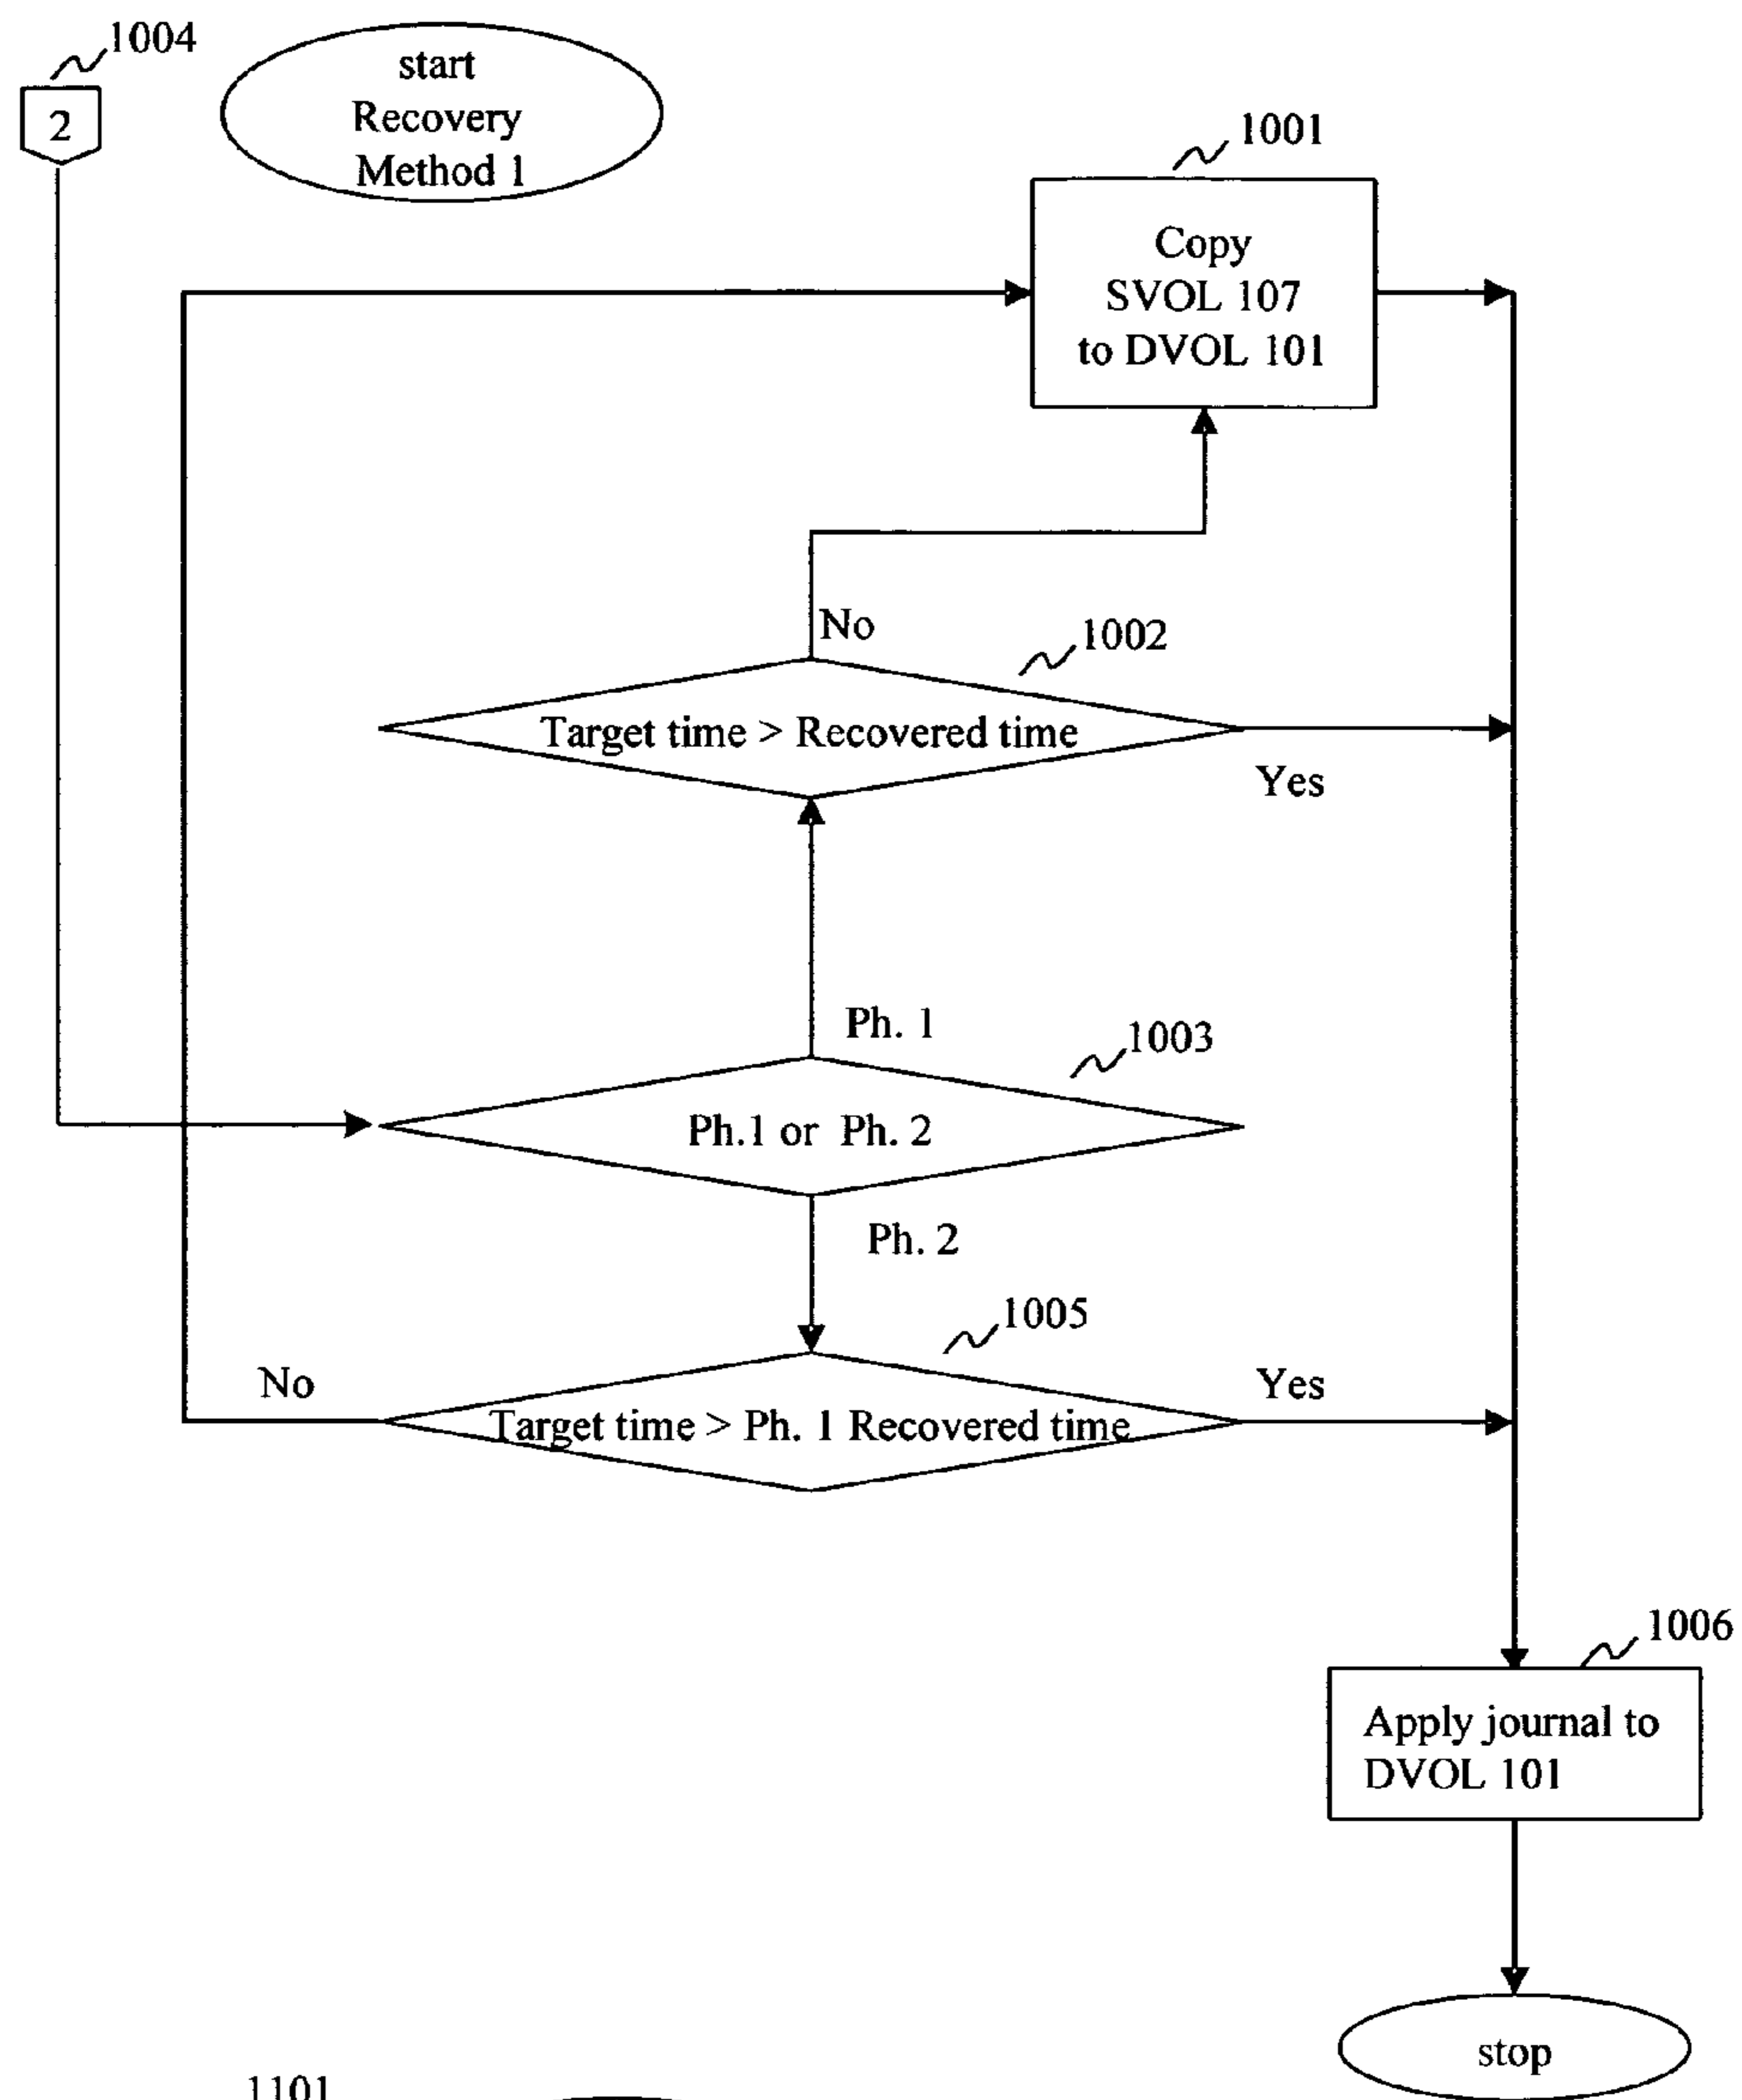 1004
2
start
Recovery
Method 1
1001
Copy
SVOL 107
to DVOL 101
No
1002
Target time > Recovered time
Yes
Ph. 1
1003
Ph.1 or Ph. 2
Ph. 2
1005
No
Yes
Target time > Ph. 1 Recovered time
1006
Apply journal to
DVOL 101
stop
1101